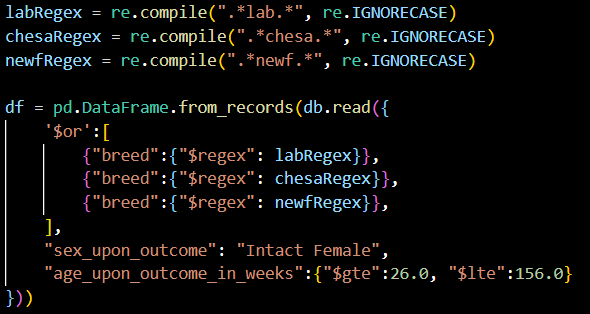 labRegex = re.compile(".*lab.*", re.IGNORECASE)
chesaRegex = re.compile(".*chesa.*", re.IGNORECASE)
newfRegex = re.compile(".*newf.*", re.IGNORECASE)

df = pd.DataFrame.from_records(db.read({
    '$or':[
        {"breed":{"$regex": labRegex}},
        {"breed":{"$regex": chesaRegex}},
        {"breed":{"$regex": newfRegex}},
    ],
    "sex_upon_outcome": "Intact Female",
    "age_upon_outcome_in_weeks":{"$gte":26.0, "$lte":156.0}
}))